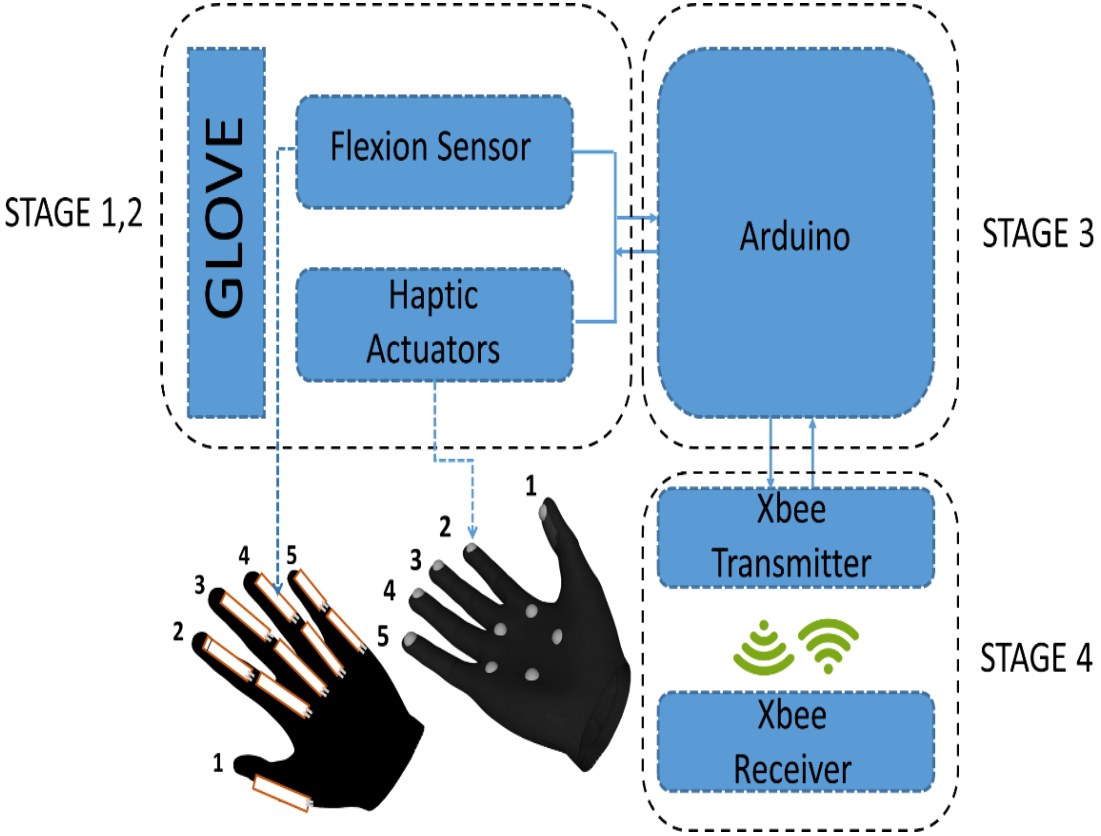 STAGE 1,2
GLOVE
Flexion Sensor
Haptic
Actuators
Arduino
STAGE 3
Xbee
Transmitter
STAGE 4
Xbee
Receiver
1
2
3
4
5
1
2
3
4
5